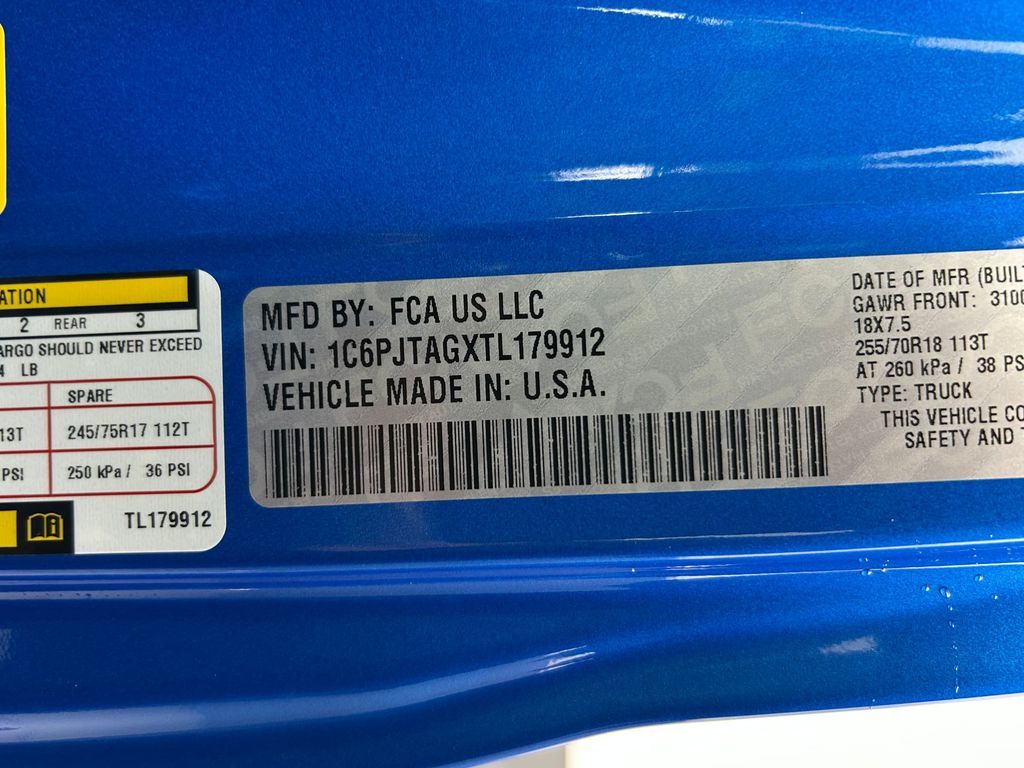 ATION
2 REAR 3
ARGO SHOULD NEVER EXCEED
4 LB
SPARE
13T 245/75R17 112T
PSI 250 kPa / 36 PSI
TL179912
MFD BY: FCA US LLC
VIN: 1C6PJTAGXTL179912
VEHICLE MADE IN: U.S.A.
DATE OF MFR (BUILT
GAWR FRONT: 3100
18X7.5
255/70R18 113T
AT 260 kPa / 38 PS
TYPE: TRUCK
THIS VEHICLE CO
SAFETY AND T